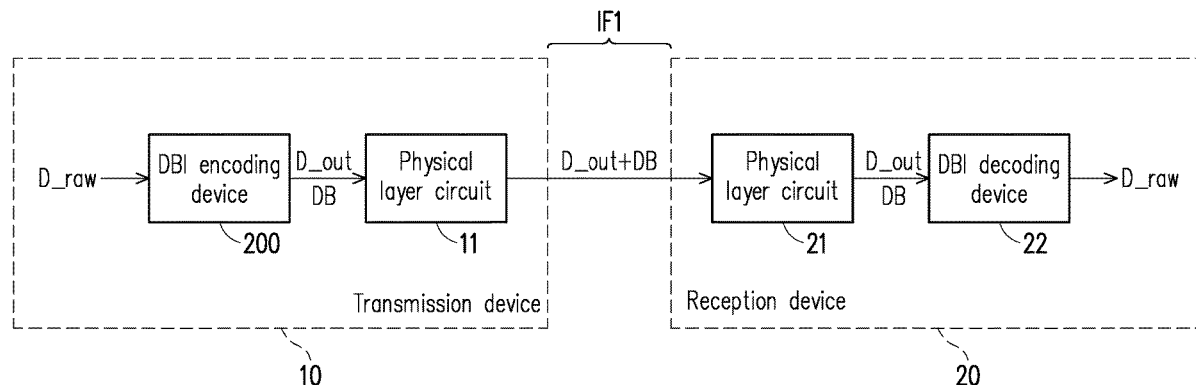 IF1
D_raw
DBI encoding
device
200
D_out
DB
Physical
layer circuit
11
D_out+DB
Physical
layer circuit
21
D_out
DB
DBI decoding
device
22
D_raw
Transmission device
Reception device
10
20